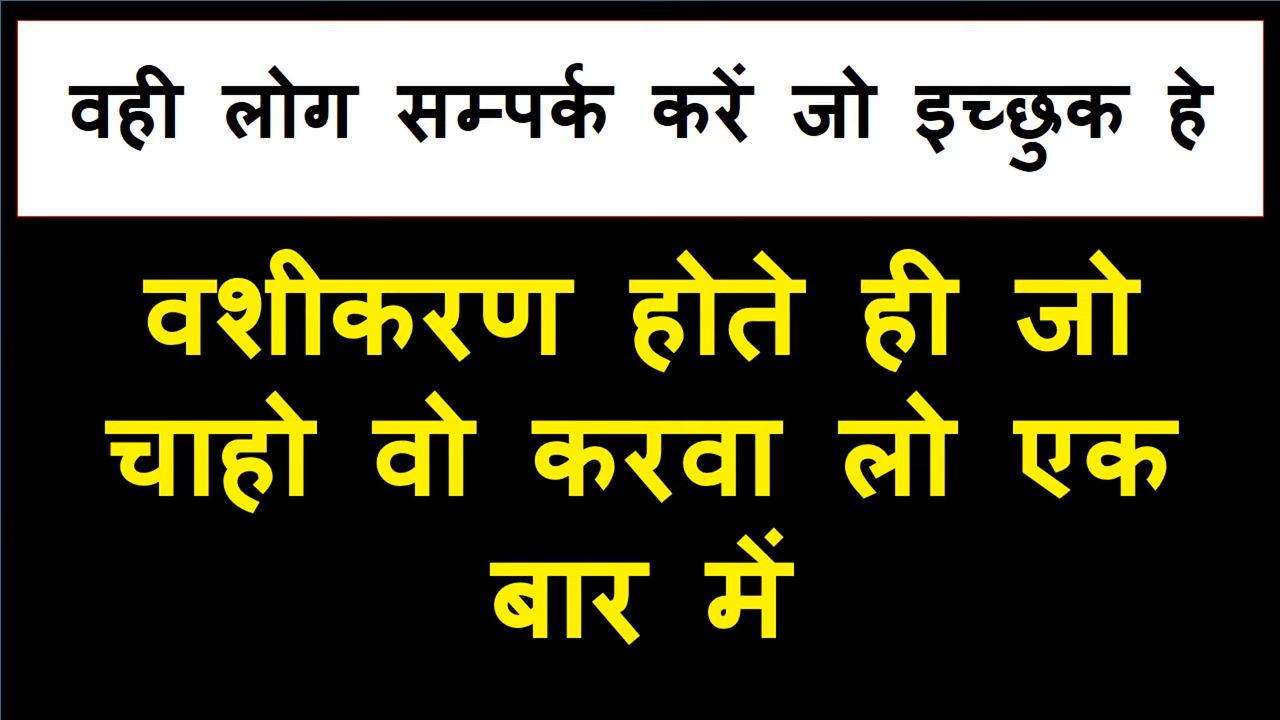 वही लोग सम्पर्क करें जो इच्छुक हे
वशीकरण होते ही जो
चाहो वो करवा लो एक
बार में